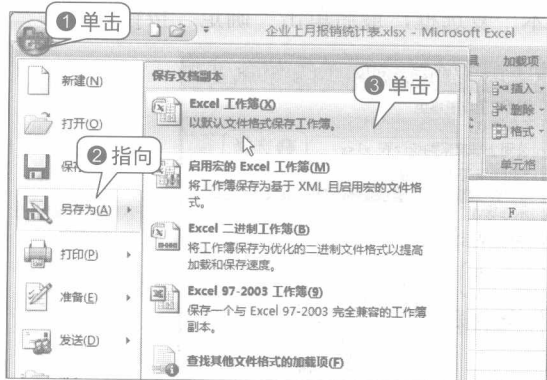 ❶单击
企业上月报销统计表.xlsx - Microsoft Excel
加载项
新建(N)
保存文档副本
❸单击
插入
Excel 工作簿(X)
以默认文件格式保存工作簿。
删除
打开(O)
格式
单元格
❷指向
启用宏的 Excel 工作簿(M)
将工作簿保存为基于 XML 且启用宏的文件格
式。
另存为(A)
F
Excel 二进制工作簿(B)
将工作簿保存为优化的二进制文件格式以提高
加载和保存速度。
打印(P)
准备(E)
Excel 97-2003 工作簿(9)
保存一个与 Excel 97-2003 完全兼容的工作簿
副本。
发送(D)
查找其他文件格式的加载项(F)